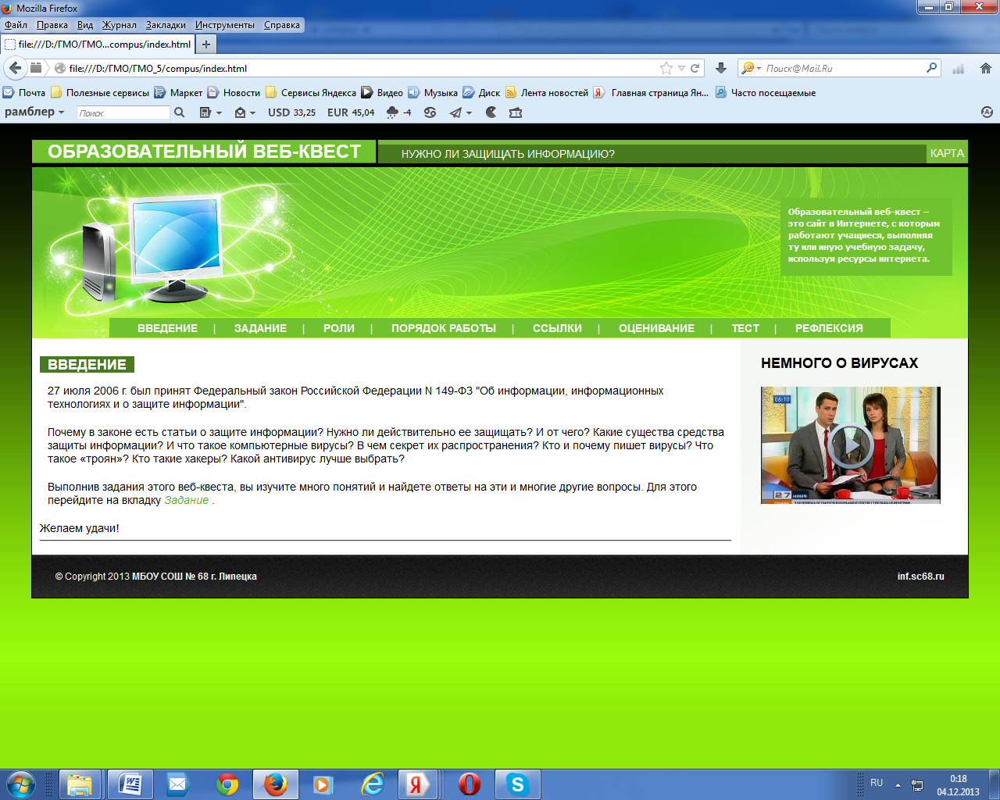 Mozilla Firefox
Файл Правка Вид Журнал Закладки Инструменты Справка
file:///D:/ГМО/ГМО...compus/index.html
file:///D:/ГМО/ГМО_5/compus/index.html
Поиск@Mail.Ru
Почта Полезные сервисы Маркет Новости Сервисы Яндекса Видео Музыка Диск Лента новостей Я Главная страница Ян... Часто посещаемые
рамблер Поиск USD 33,25 EUR 45,04 -4
ОБРАЗОВАТЕЛЬНЫЙ ВЕБ-КВЕСТ
НУЖНО ЛИ ЗАЩИЩАТЬ ИНФОРМАЦИЮ?
КАРТА
Образовательный веб-квест –
это сайт в Интернете, с которым
работают учащиеся, выполняя
ту или иную учебную задачу,
используя ресурсы интернета.
ВВЕДЕНИЕ | ЗАДАНИЕ | РОЛИ | ПОРЯДОК РАБОТЫ | ССЫЛКИ | ОЦЕНИВАНИЕ | ТЕСТ | РЕФЛЕКСИЯ
ВВЕДЕНИЕ
27 июля 2006 г. был принят Федеральный закон Российской Федерации N 149-ФЗ "Об информации, информационных
технологиях и о защите информации".
Почему в законе есть статьи о защите информации? Нужно ли действительно ее защищать? И от чего? Какие существа средства
защиты информации? И что такое компьютерные вирусы? В чем секрет их распространения? Кто и почему пишет вирусы? Что
такое «троян»? Кто такие хакеры? Какой антивирус лучше выбрать?
Выполнив задания этого веб-квеста, вы изучите много понятий и найдете ответы на эти и многие другие вопросы. Для этого
перейдите на вкладку Задание .
Желаем удачи!
НЕМНОГО О ВИРУСАХ
06:10
27 НОЯБРЯ
© Copyright 2013 МБОУ СОШ № 68 г. Липецка
inf.sc68.ru
RU
0:18
04.12.2013